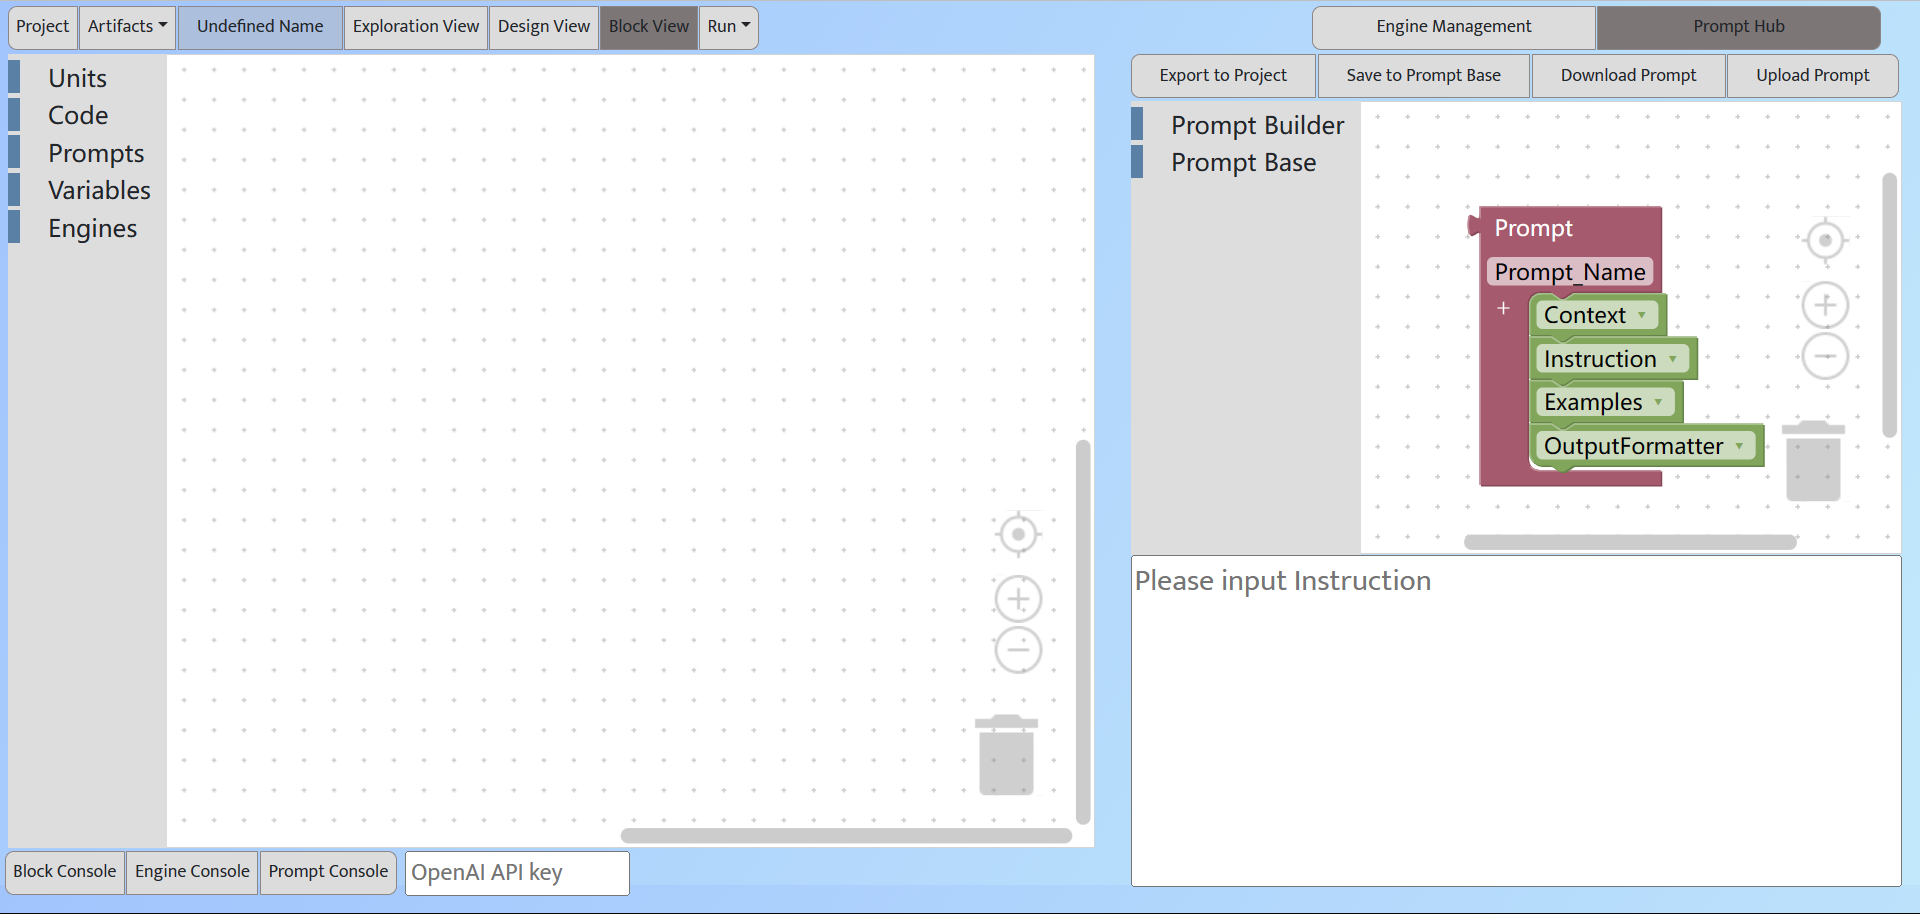 Project
Artifacts
Undefined Name
Exploration View
Design View
Block View
Run
Engine Management
Prompt Hub
Units
Code
Prompts
Variables
Engines
Export to Project
Save to Prompt Base
Download Prompt
Upload Prompt
Prompt Builder
Prompt Base
Prompt
Prompt_Name
+
Context
Instruction
Examples
OutputFormatter
Please input Instruction
Block Console
Engine Console
Prompt Console
OpenAI API key